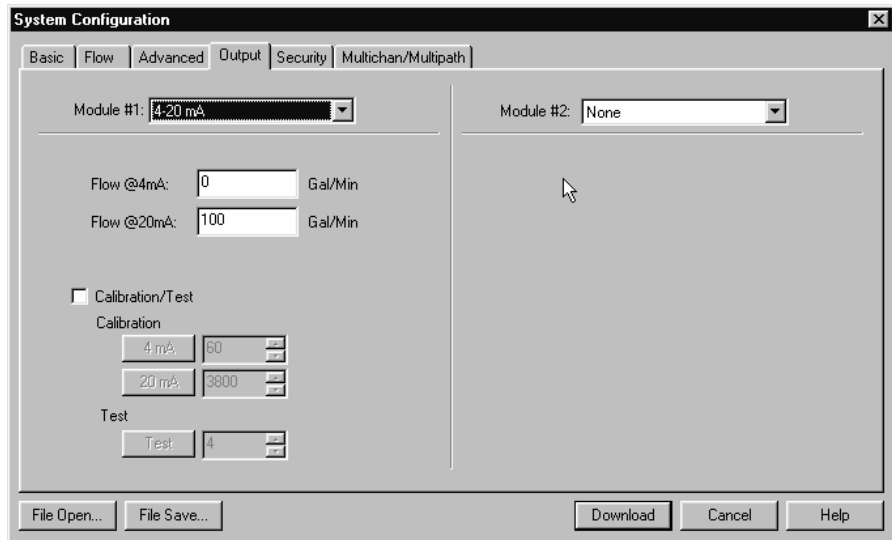 System Configuration
Basic Flow Advanced Output Security Multichan/Multipath
Module #1: 4-20 mA
Module #2: None
Flow @4mA: 0 Gal/Min
Flow @20mA: 100 Gal/Min
Calibration/Test
Calibration
4 mA 60
20 mA 3800
Test
Test 4
File Open... File Save... Download Cancel Help